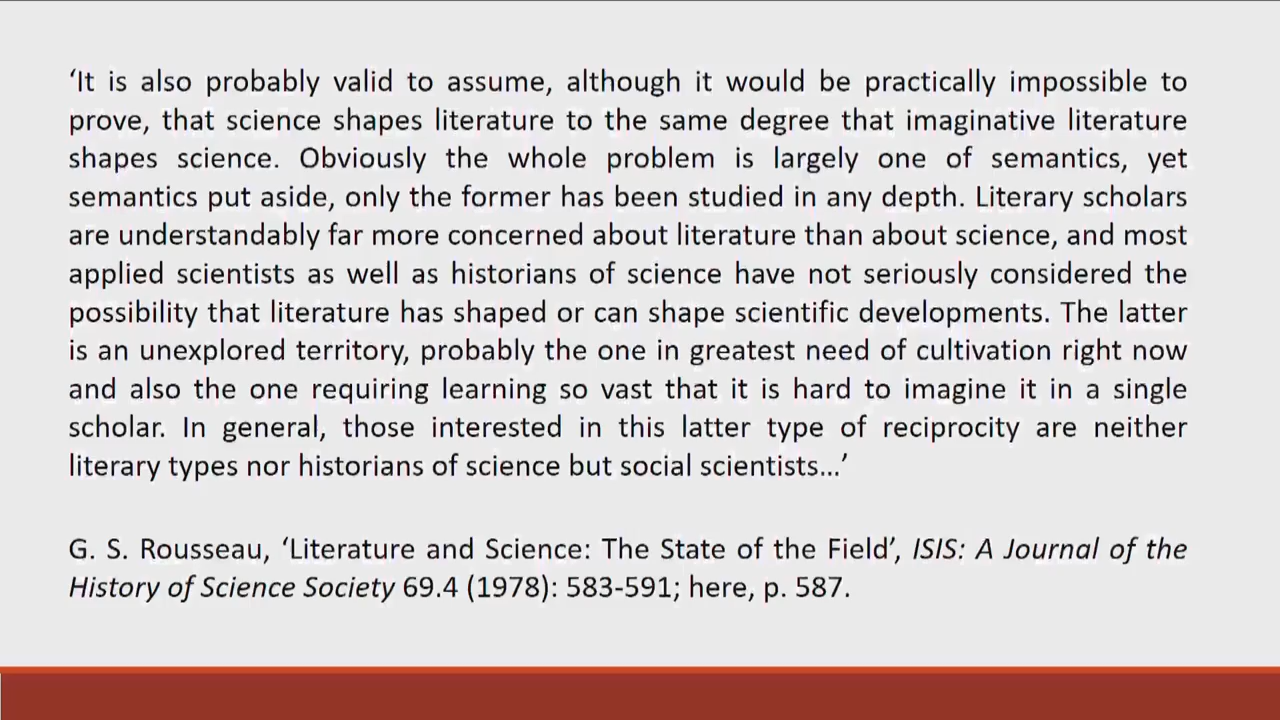 ‘It is also probably valid to assume, although it would be practically impossible to
prove, that science shapes literature to the same degree that imaginative literature
shapes science. Obviously the whole problem is largely one of semantics, yet
semantics put aside, only the former has been studied in any depth. Literary scholars
are understandably far more concerned about literature than about science, and most
applied scientists as well as historians of science have not seriously considered the
possibility that literature has shaped or can shape scientific developments. The latter
is an unexplored territory, probably the one in greatest need of cultivation right now
and also the one requiring learning so vast that it is hard to imagine it in a single
scholar. In general, those interested in this latter type of reciprocity are neither
literary types nor historians of science but social scientists…’
G. S. Rousseau, ‘Literature and Science: The State of the Field’, ISIS: A Journal of the
History of Science Society 69.4 (1978): 583-591; here, p. 587.